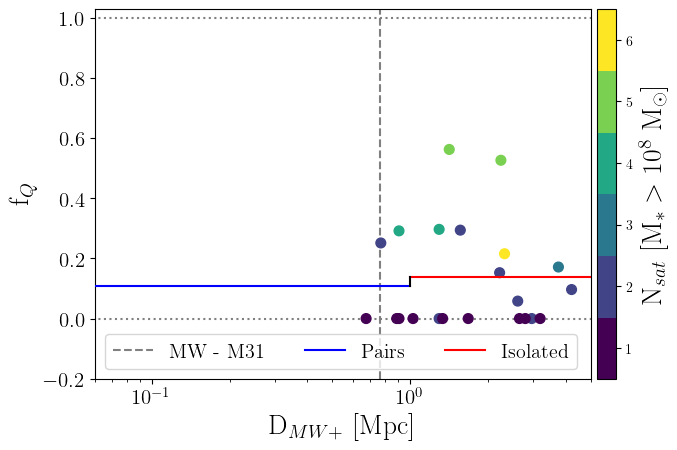 1.0
0.8
0.6
0.4
0.2
0.0
−0.2
f_Q
10^{-1}
10^0
D_{MW+} [Mpc]
MW - M31
Pairs
Isolated
6
5
4
3
2
1
N_{sat} [M_* > 10^8 M_⊙]